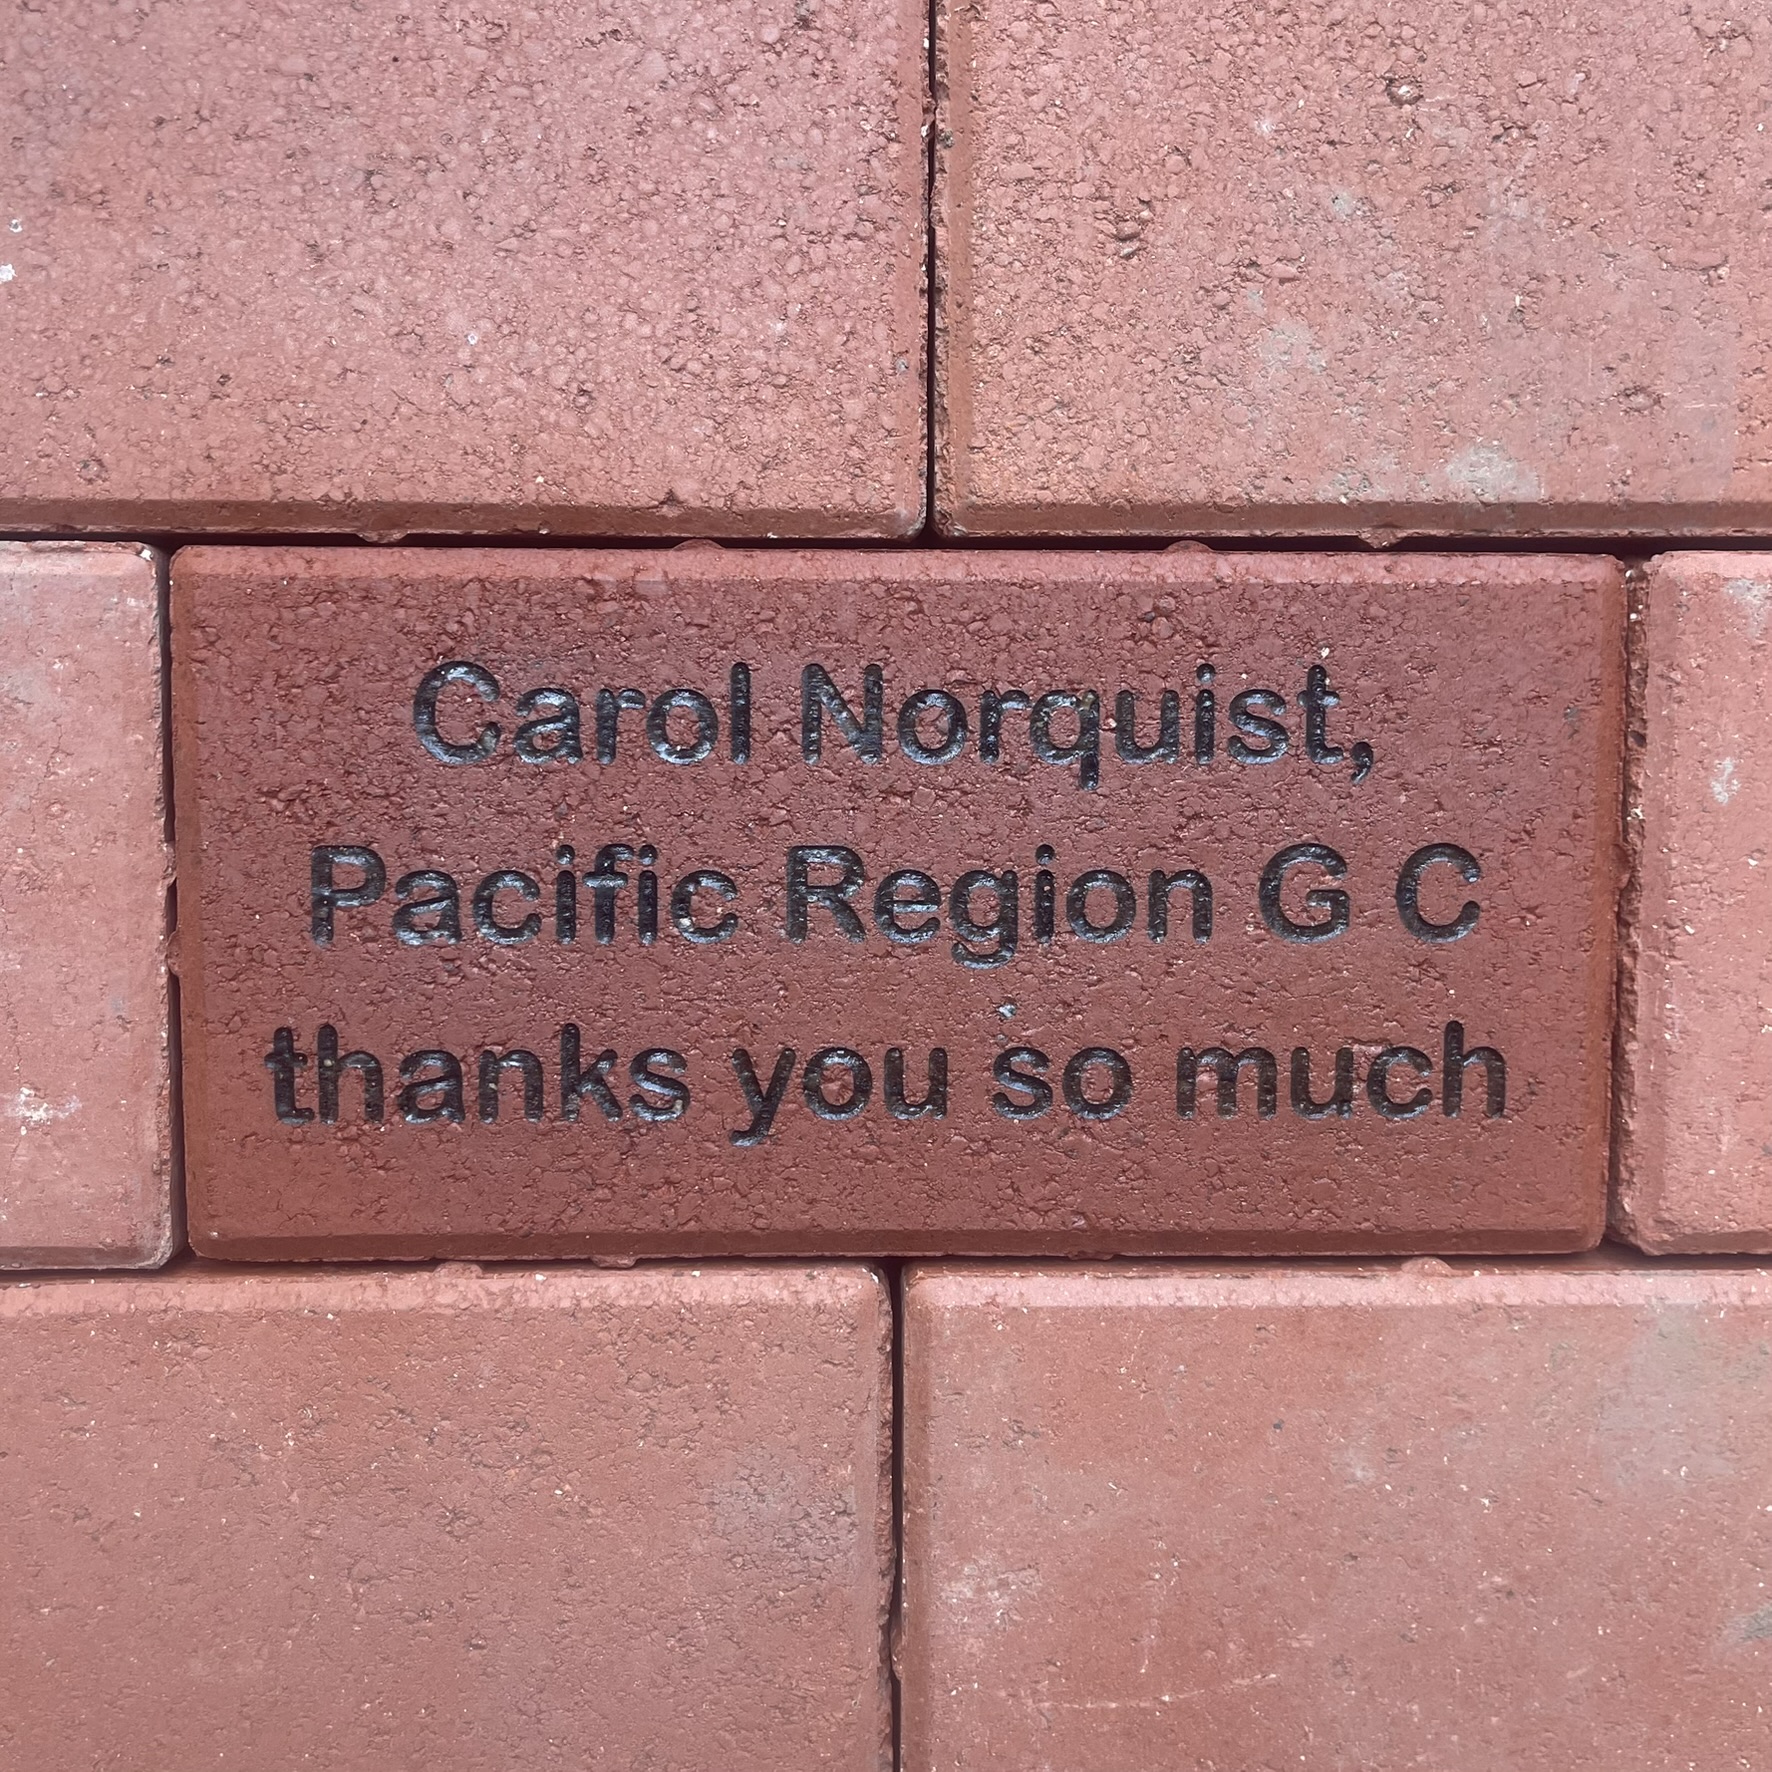 Carol Norquist,
Pacific Region G C
thanks you so much